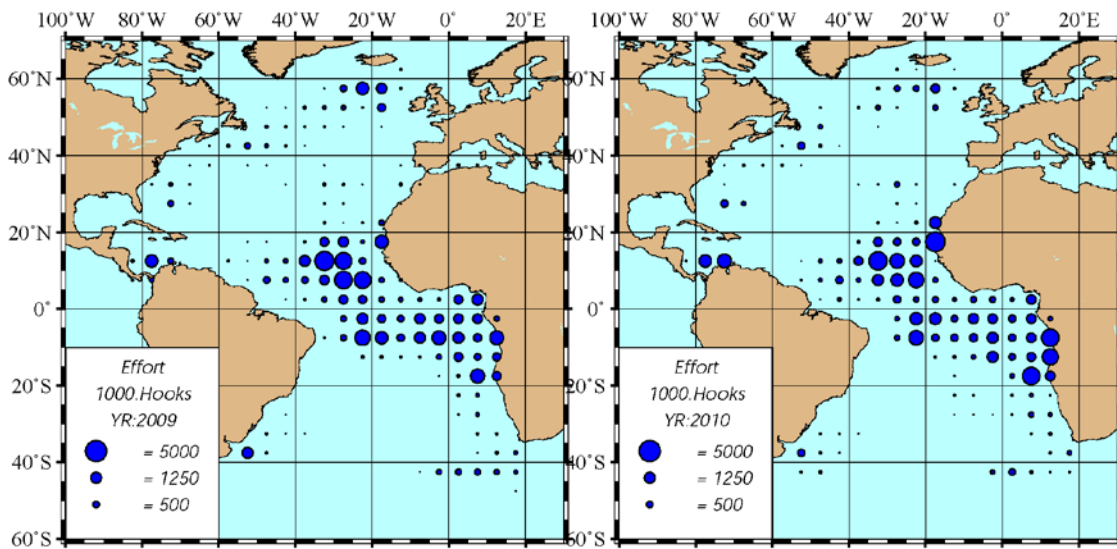 100°W 80°W 60°W 40°W 20°W 0° 20°E 100°W 80°W 60°W 40°W 20°W 0° 20°E
60°N 60°N
40°N 40°N
20°N 20°N
0° 0°
20°S 20°S
40°S 40°S
60°S 60°S
Effort
1000.Hooks
YR:2009
= 5000
= 1250
= 500
Effort
1000.Hooks
YR:2010
= 5000
= 1250
= 500